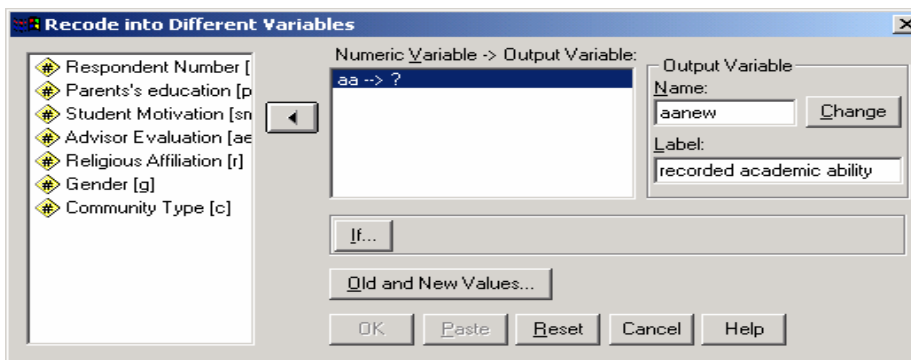 Recode into Different Variables
Respondent Number [
Parents's education [p
Student Motivation [sn
Advisor Evaluation [ae
Religious Affiliation [r]
Gender [g]
Community Type [c]
Numeric Variable -> Output Variable:
aa --> ?
Output Variable
Name:
aanew
Change
Label:
recorded academic ability
If...
Old and New Values...
OK Paste Reset Cancel Help